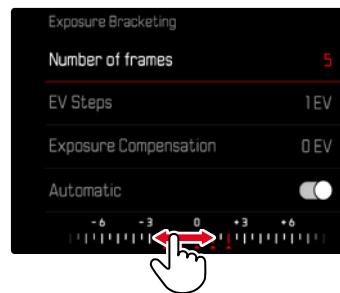 Exposure Bracketing
Number of frames 5
EV Steps 1 EV
Exposure Compensation 0 EV
Automatic
-6 -3 0 +3 +6